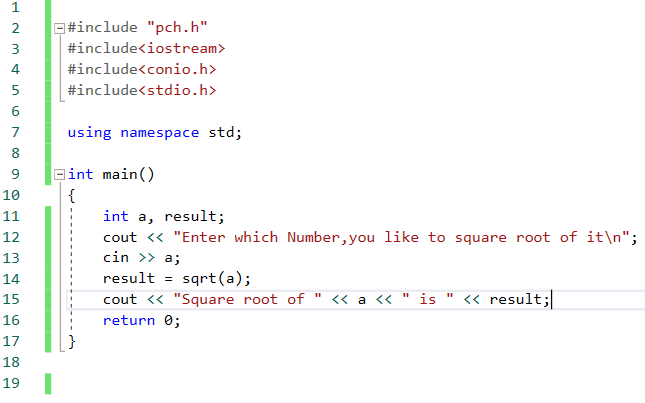 1
2 #include "pch.h"
3 #include<iostream>
4 #include<conio.h>
5 #include<stdio.h>
6
7 using namespace std;
8
9 int main()
10 {
11 int a, result;
12 cout << "Enter which Number,you like to square root of it\n";
13 cin >> a;
14 result = sqrt(a);
15 cout << "Square root of " << a << " is " << result;
16 return 0;
17 }
18
19